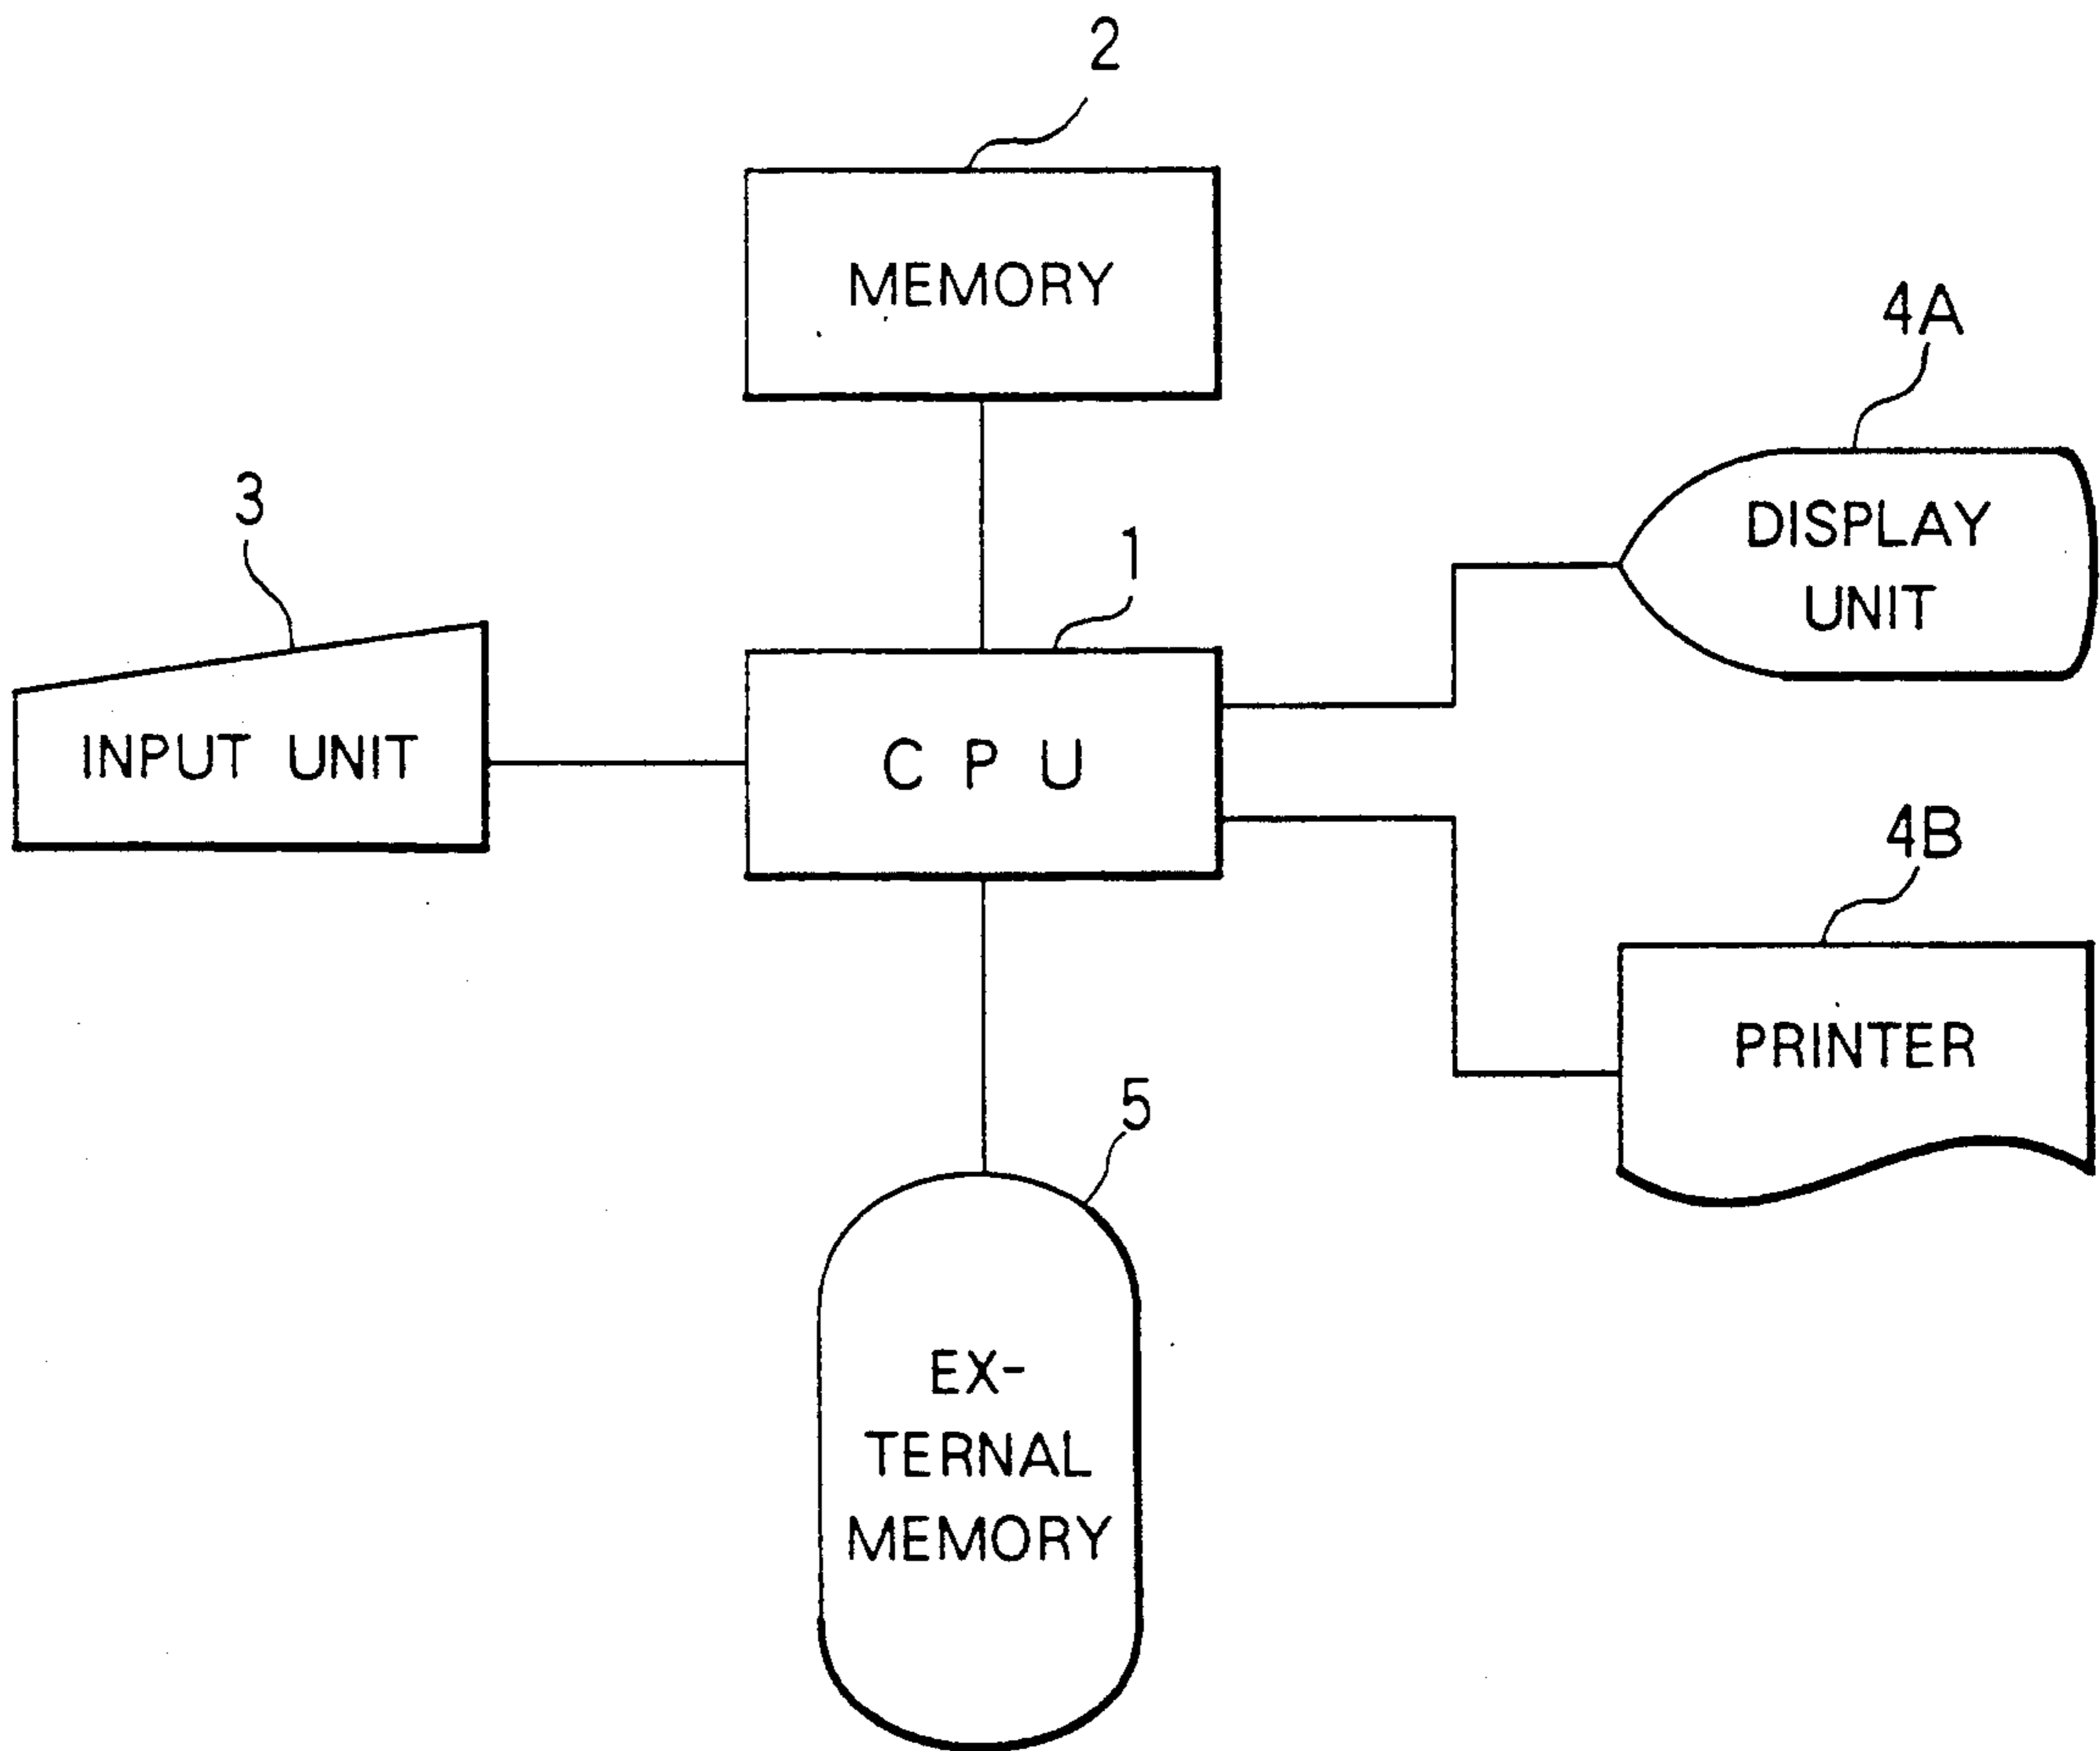 2
MEMORY
4A
DISPLAY
UNIT
3
INPUT UNIT
1
C P U
4B
PRINTER
5
EX-
TERNAL
MEMORY